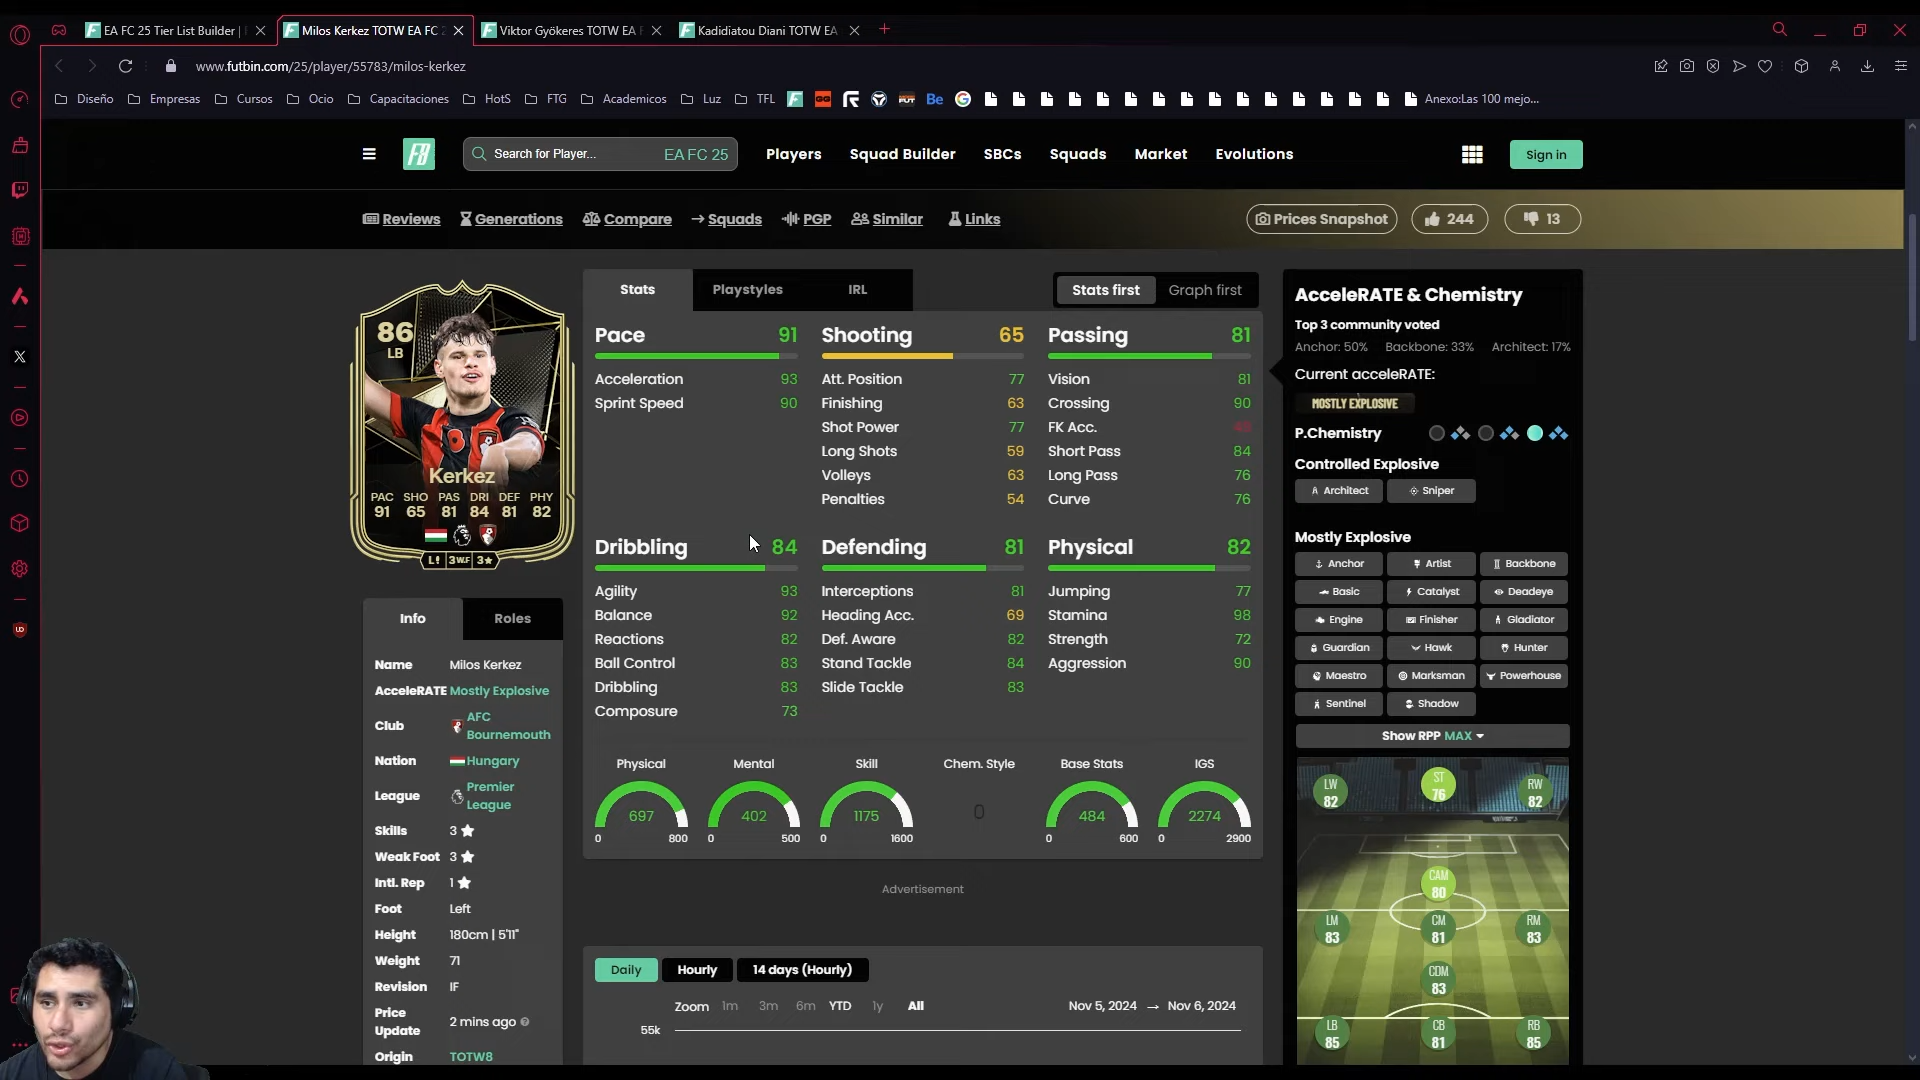 EA FC 25 Tier List Builder |
Milos Kerkez TOTW EA FC 2
Viktor Gyökeres TOTW EA F
Kadidiatou Diani TOTW EA
www.futbin.com/25/player/55783/milos-kerkez
Diseño Empresas Cursos Ocio Capacitaciones HotS FTG Academicos Luz TFL Be Anexo:Las 100 mejo...
FB Search for Player... EA FC 25 Players Squad Builder SBCs Squads Market Evolutions Sign in
Reviews Generations Compare Squads PGP Similar Links Prices Snapshot 244 13
86
LB
Kerkez
PAC SHO PAS DRI DEF PHY
91 65 81 84 81 82
3W.F 3★
Stats Playstyles IRL Stats first Graph first
Pace 91
Acceleration 93
Sprint Speed 90
Shooting 65
Att. Position 77
Finishing 63
Shot Power 77
Long Shots 59
Volleys 63
Penalties 54
Passing 81
Vision 81
Crossing 90
FK Acc.
Short Pass 84
Long Pass 76
Curve 76
Dribbling 84
Agility 93
Balance 92
Reactions 82
Ball Control 83
Dribbling 83
Composure 73
Defending 81
Interceptions 81
Heading Acc. 69
Def. Aware 82
Stand Tackle 84
Slide Tackle 83
Physical 82
Jumping 77
Stamina 98
Strength 72
Aggression 90
Physical Mental Skill Chem. Style Base Stats IGS
697 402 1175 0 484 2274
0 800 0 500 0 1600 0 600 0 2900
Advertisement
Daily Hourly 14 days (Hourly)
Zoom 1m 3m 6m YTD 1y All Nov 5, 2024 → Nov 6, 2024
55k
Info Roles
Name Milos Kerkez
AcceleRATE Mostly Explosive
Club AFC Bournemouth
Nation Hungary
League Premier League
Skills 3 ★
Weak Foot 3 ★
Intl. Rep 1 ★
Foot Left
Height 180cm | 5'11"
Weight 71
Revision IF
Price Update 2 mins ago
Origin TOTW8
AcceleRATE & Chemistry
Top 3 community voted
Anchor: 50% Backbone: 33% Architect: 17%
Current acceleRATE:
MOSTLY EXPLOSIVE
P.Chemistry
Controlled Explosive
Architect Sniper
Mostly Explosive
Anchor Artist Backbone
Basic Catalyst Deadeye
Engine Finisher Gladiator
Guardian Hawk Hunter
Maestro Marksman Powerhouse
Sentinel Shadow
Show RPP MAX
LW 82 ST 76 RW 82
CAM 80
LM 83 CM 81 RM 83
CDM 83
LB 85 CB 81 RB 85